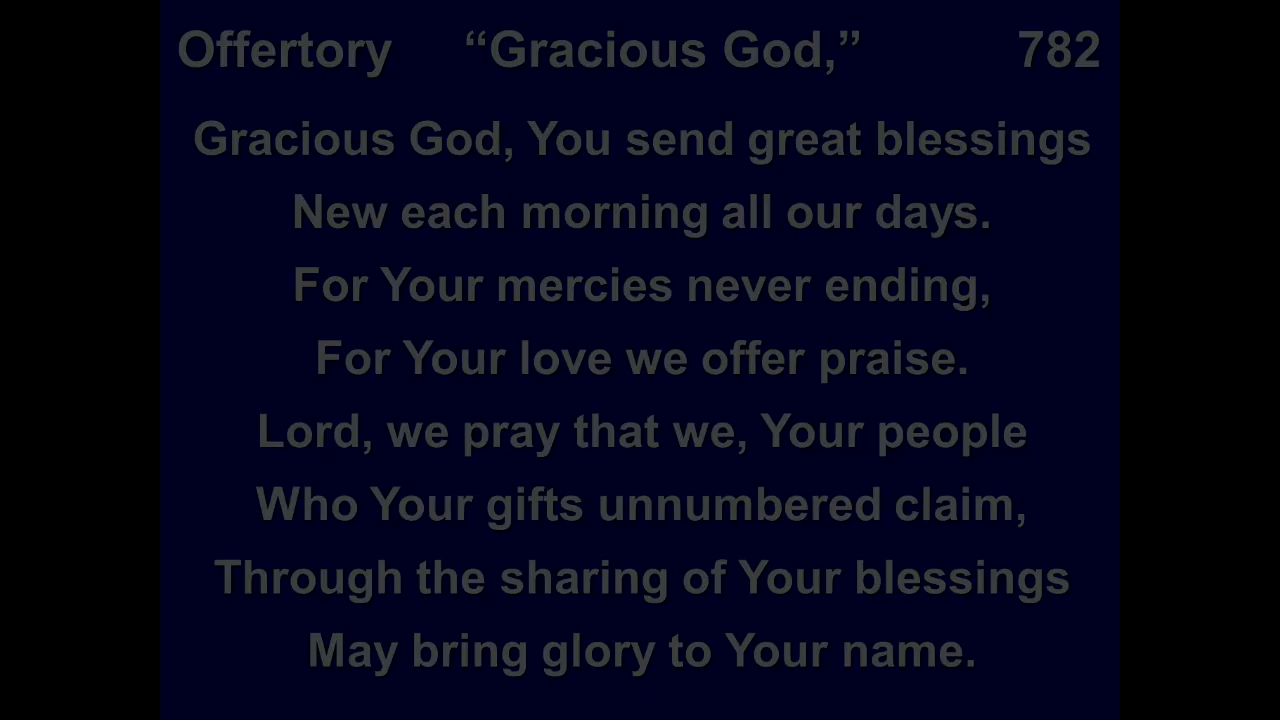 Offertory “Gracious God,” 782
Gracious God, You send great blessings
New each morning all our days.
For Your mercies never ending,
For Your love we offer praise.
Lord, we pray that we, Your people
Who Your gifts unnumbered claim,
Through the sharing of Your blessings
May bring glory to Your name.